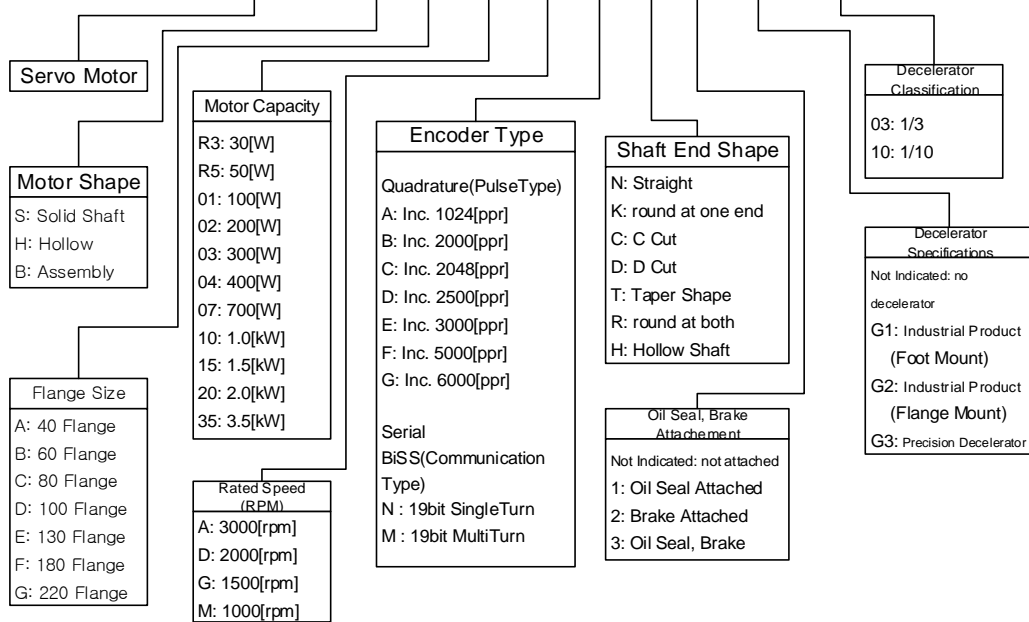 Servo Motor
Motor Shape
S: Solid Shaft
H: Hollow
B: Assembly
Flange Size
A: 40 Flange
B: 60 Flange
C: 80 Flange
D: 100 Flange
E: 130 Flange
F: 180 Flange
G: 220 Flange
Motor Capacity
R3: 30[W]
R5: 50[W]
01: 100[W]
02: 200[W]
03: 300[W]
04: 400[W]
07: 700[W]
10: 1.0[kW]
15: 1.5[kW]
20: 2.0[kW]
35: 3.5[kW]
Rated Speed
(RPM)
A: 3000[rpm]
D: 2000[rpm]
G: 1500[rpm]
M: 1000[rpm]
Encoder Type
Quadrature(PulseType)
A: Inc. 1024[ppr]
B: Inc. 2000[ppr]
C: Inc. 2048[ppr]
D: Inc. 2500[ppr]
E: Inc. 3000[ppr]
F: Inc. 5000[ppr]
G: Inc. 6000[ppr]
Serial
BiSS(Communication
Type)
N : 19bit SingleTurn
M : 19bit MultiTurn
Shaft End Shape
N: Straight
K: round at one end
C: C Cut
D: D Cut
T: Taper Shape
R: round at both
H: Hollow Shaft
Oil Seal, Brake
Attachement
Not Indicated: not attached
1: Oil Seal Attached
2: Brake Attached
3: Oil Seal, Brake
Decelerator
Classification
03: 1/3
10: 1/10
Decelerator
Specifications
Not Indicated: no
decelerator
G1: Industrial Product
(Foot Mount)
G2: Industrial Product
(Flange Mount)
G3: Precision Decelerator